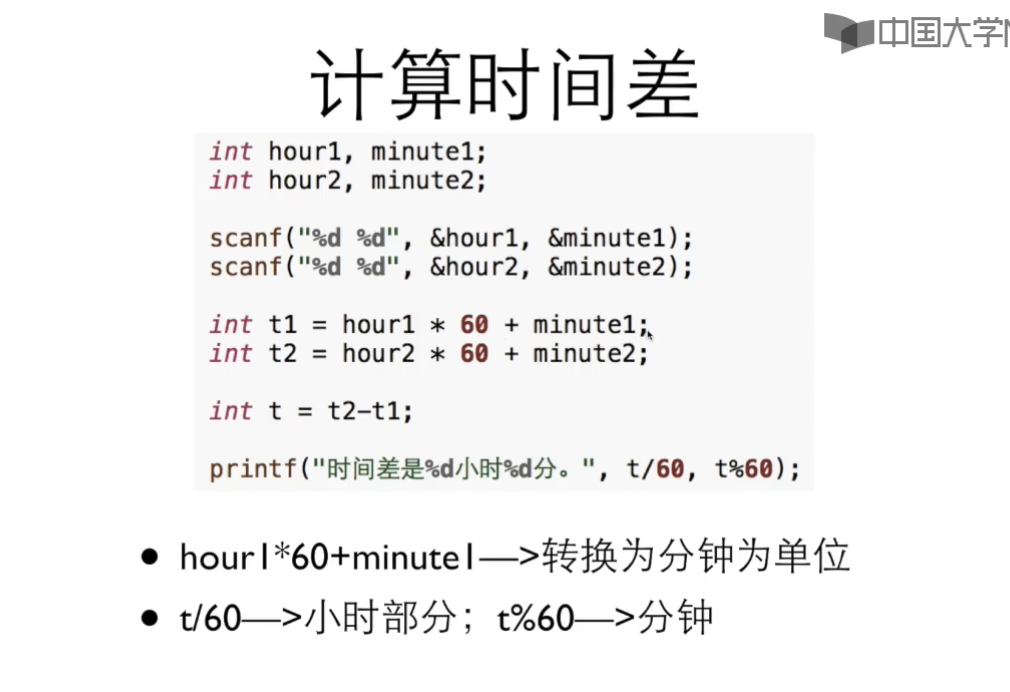 中国大学
计算时间差
int hour1, minute1;
int hour2, minute2;
scanf("%d %d", &hour1, &minute1);
scanf("%d %d", &hour2, &minute2);
int t1 = hour1 * 60 + minute1;
int t2 = hour2 * 60 + minute2;
int t = t2-t1;
printf("时间差是%d小时%d分。", t/60, t%60);
• hour1*60+minute1—>转换为分钟为单位
• t/60—>小时部分；t%60—>分钟